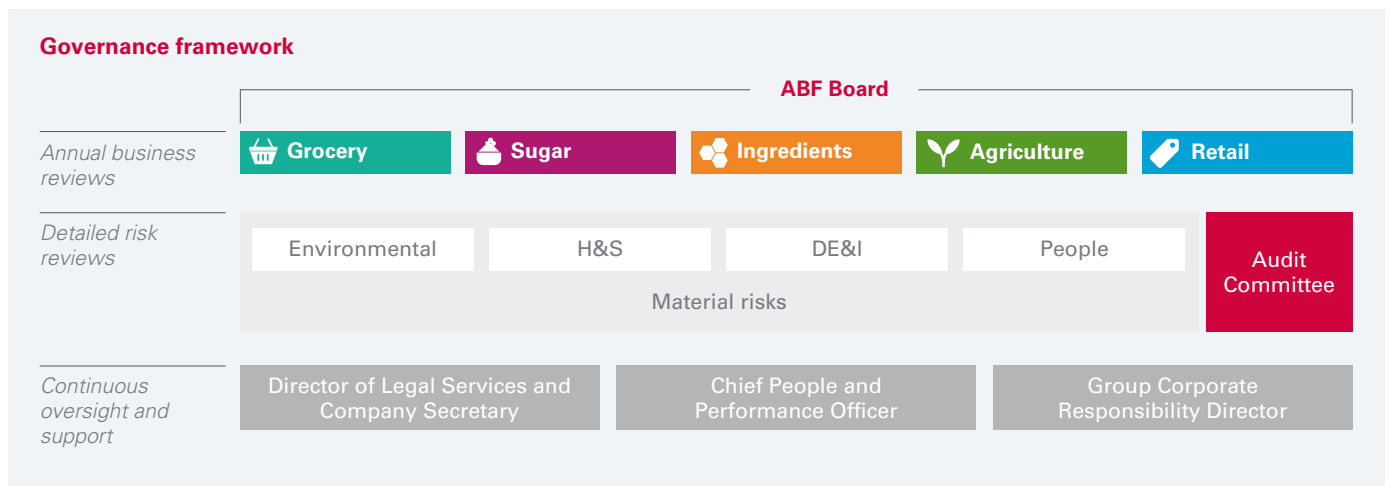 Governance framework
ABF Board
Annual business
reviews
Grocery
Sugar
Ingredients
Agriculture
Retail
Detailed risk
reviews
Environmental
H&S
DE&I
People
Material risks
Audit
Committee
Continuous
oversight and
support
Director of Legal Services and
Company Secretary
Chief People and
Performance Officer
Group Corporate
Responsibility Director